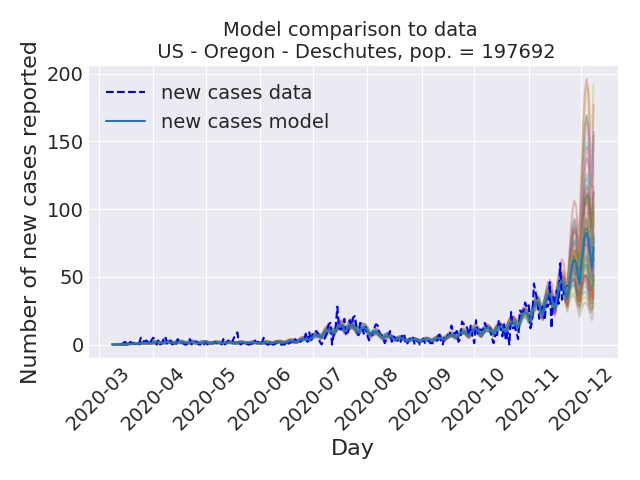 Model comparison to data
US - Oregon - Deschutes, pop. = 197692
Number of new cases reported
200
150
100
50
0
new cases data
new cases model
2020-03
2020-04
2020-05
2020-06
2020-07
2020-08
2020-09
2020-10
2020-11
2020-12
Day